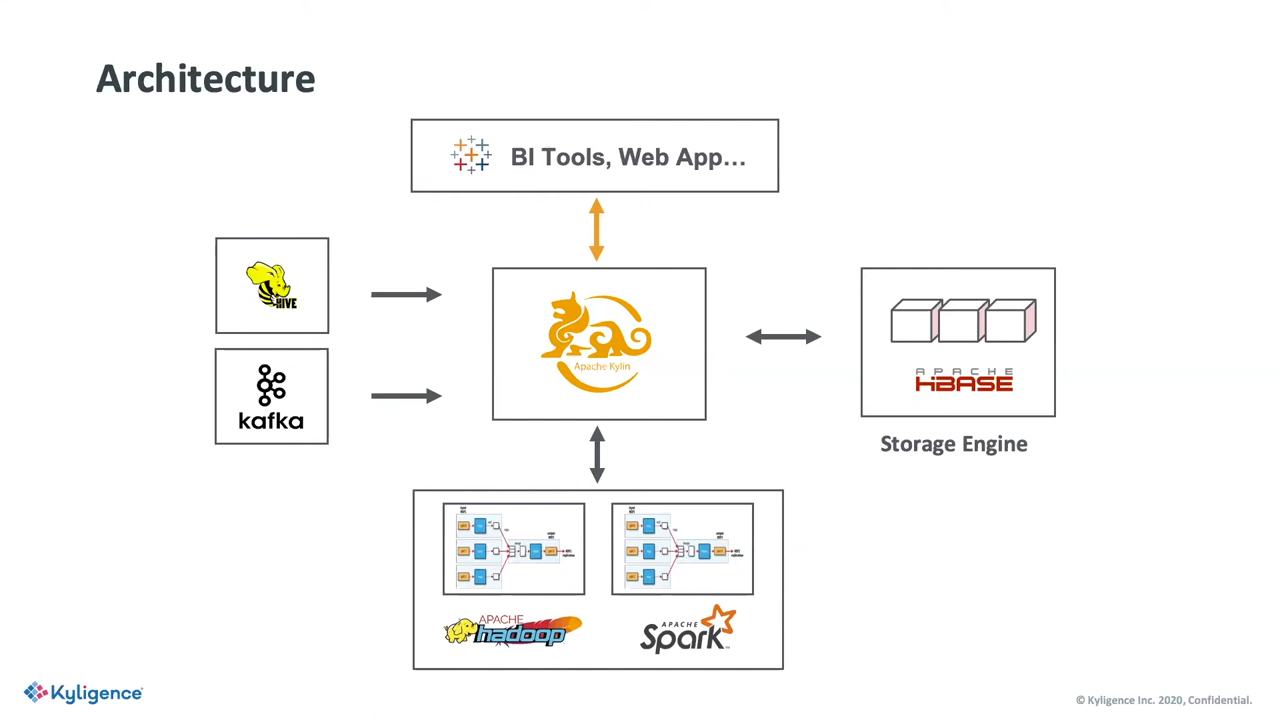 Architecture
BI Tools, Web App...
HIVE
kafka
Apache Kylin
APACHE
HBASE
Storage Engine
APACHE
hadoop
APACHE
Spark
Kyligence
© Kyligence Inc. 2020, Confidential.